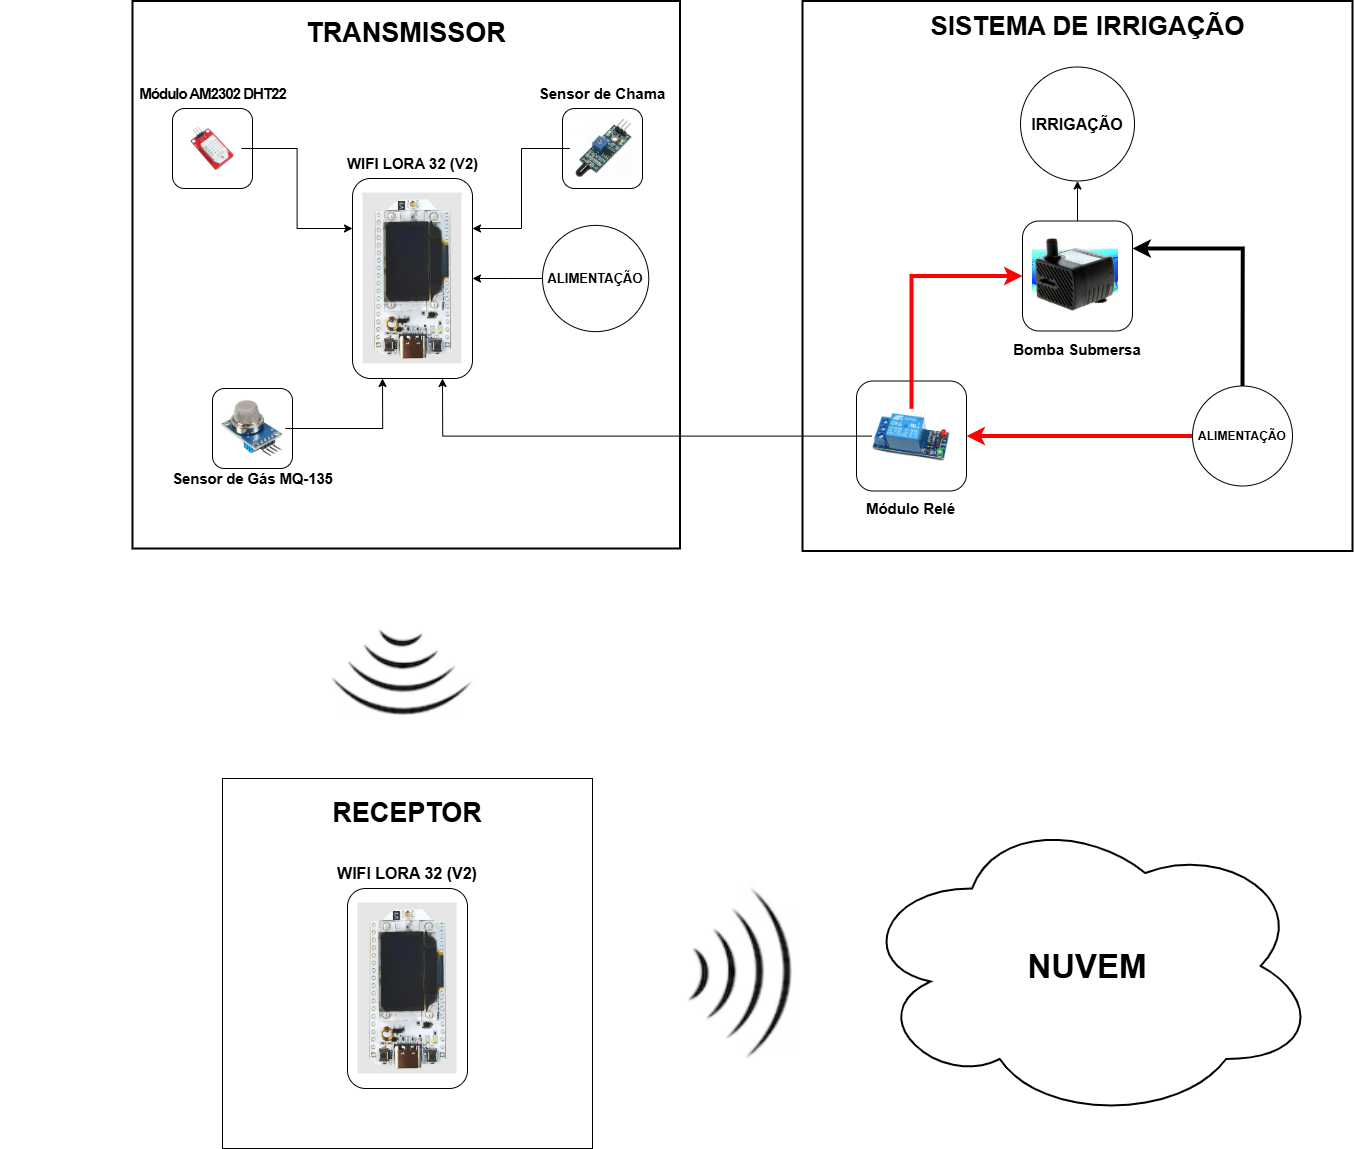 TRANSMISSOR
Módulo AM2302 DHT22
Sensor de Chama
WIFI LORA 32 (V2)
ALIMENTAÇÃO
Sensor de Gás MQ-135
SISTEMA DE IRRIGAÇÃO
IRRIGAÇÃO
Bomba Submersa
ALIMENTAÇÃO
Módulo Relé
RECEPTOR
WIFI LORA 32 (V2)
NUVEM